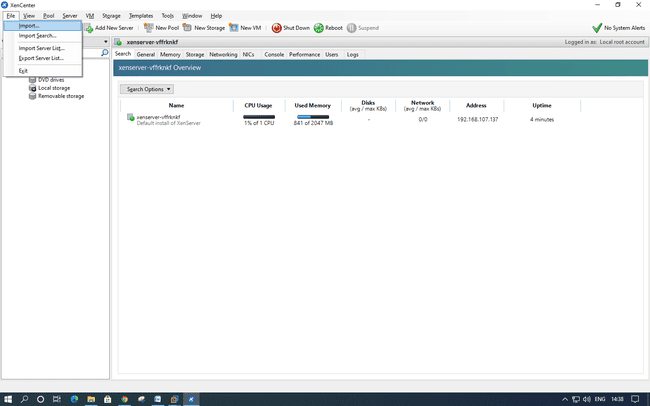 XenCenter
File View Pool Server VM Storage Templates Tools Window Help
Import...
Import Search...
Import Server List...
Export Server List...
Exit
Add New Server New Pool New Storage New VM Shut Down Reboot Suspend No System Alerts
xenserver-vffrknkf Logged in as: Local root account
Search General Memory Storage Networking NICs Console Performance Users Logs
xenserver-vffrknkf Overview
DVD drives
Local storage
Removable storage
Search Options
Name CPU Usage Used Memory Disks (avg / max KBs) Network (avg / max KBs) Address Uptime
xenserver-vffrknkf
Default install of XenServer
1% of 1 CPU 841 of 2047 MB - 0/0 192.168.107.137 4 minutes
ENG 14:38